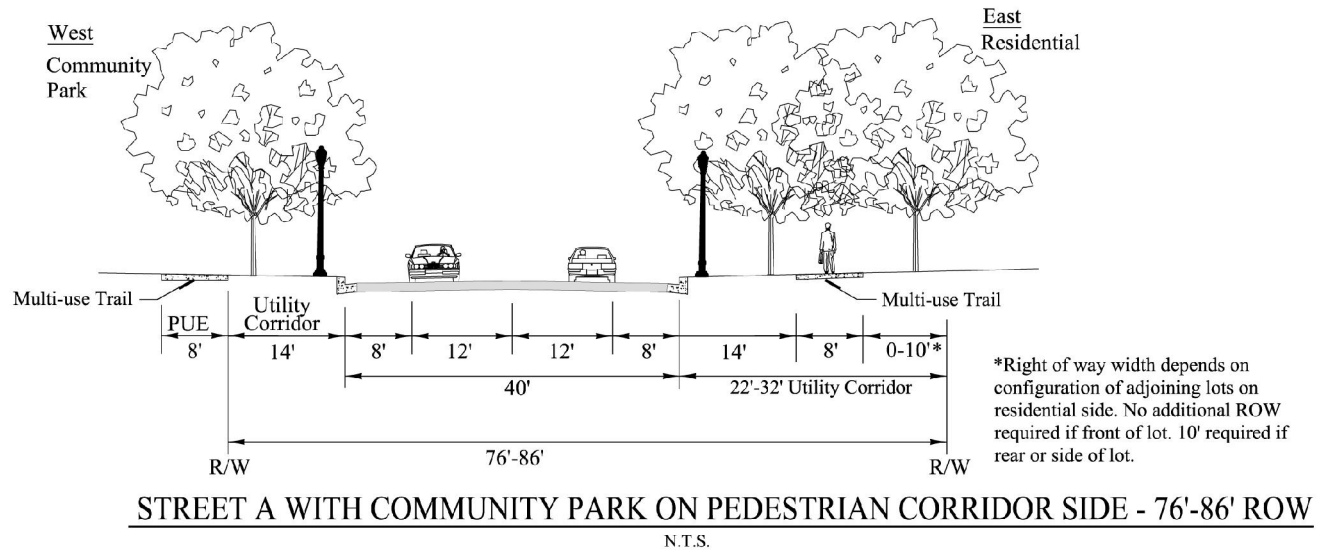 West
Community
Park
East
Residential
Multi-use Trail
Multi-use Trail
PUE
Utility
Corridor
8'
14'
8'
12'
12'
8'
14'
8'
0-10'*
40'
22'-32' Utility Corridor
76'-86'
R/W
R/W
*Right of way width depends on
configuration of adjoining lots on
residential side. No additional ROW
required if front of lot. 10' required if
rear or side of lot.
STREET A WITH COMMUNITY PARK ON PEDESTRIAN CORRIDOR SIDE - 76'-86' ROW
N.T.S.